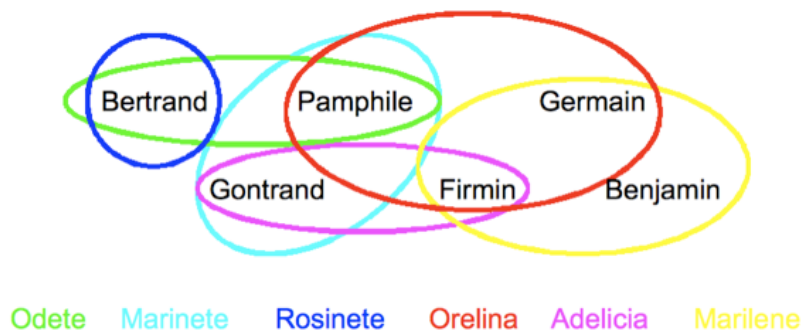 Bertrand Pamphile Germain
Gontrand Firmin Benjamin
Odete Marinete Rosinete Orelina Adelicia Marilene